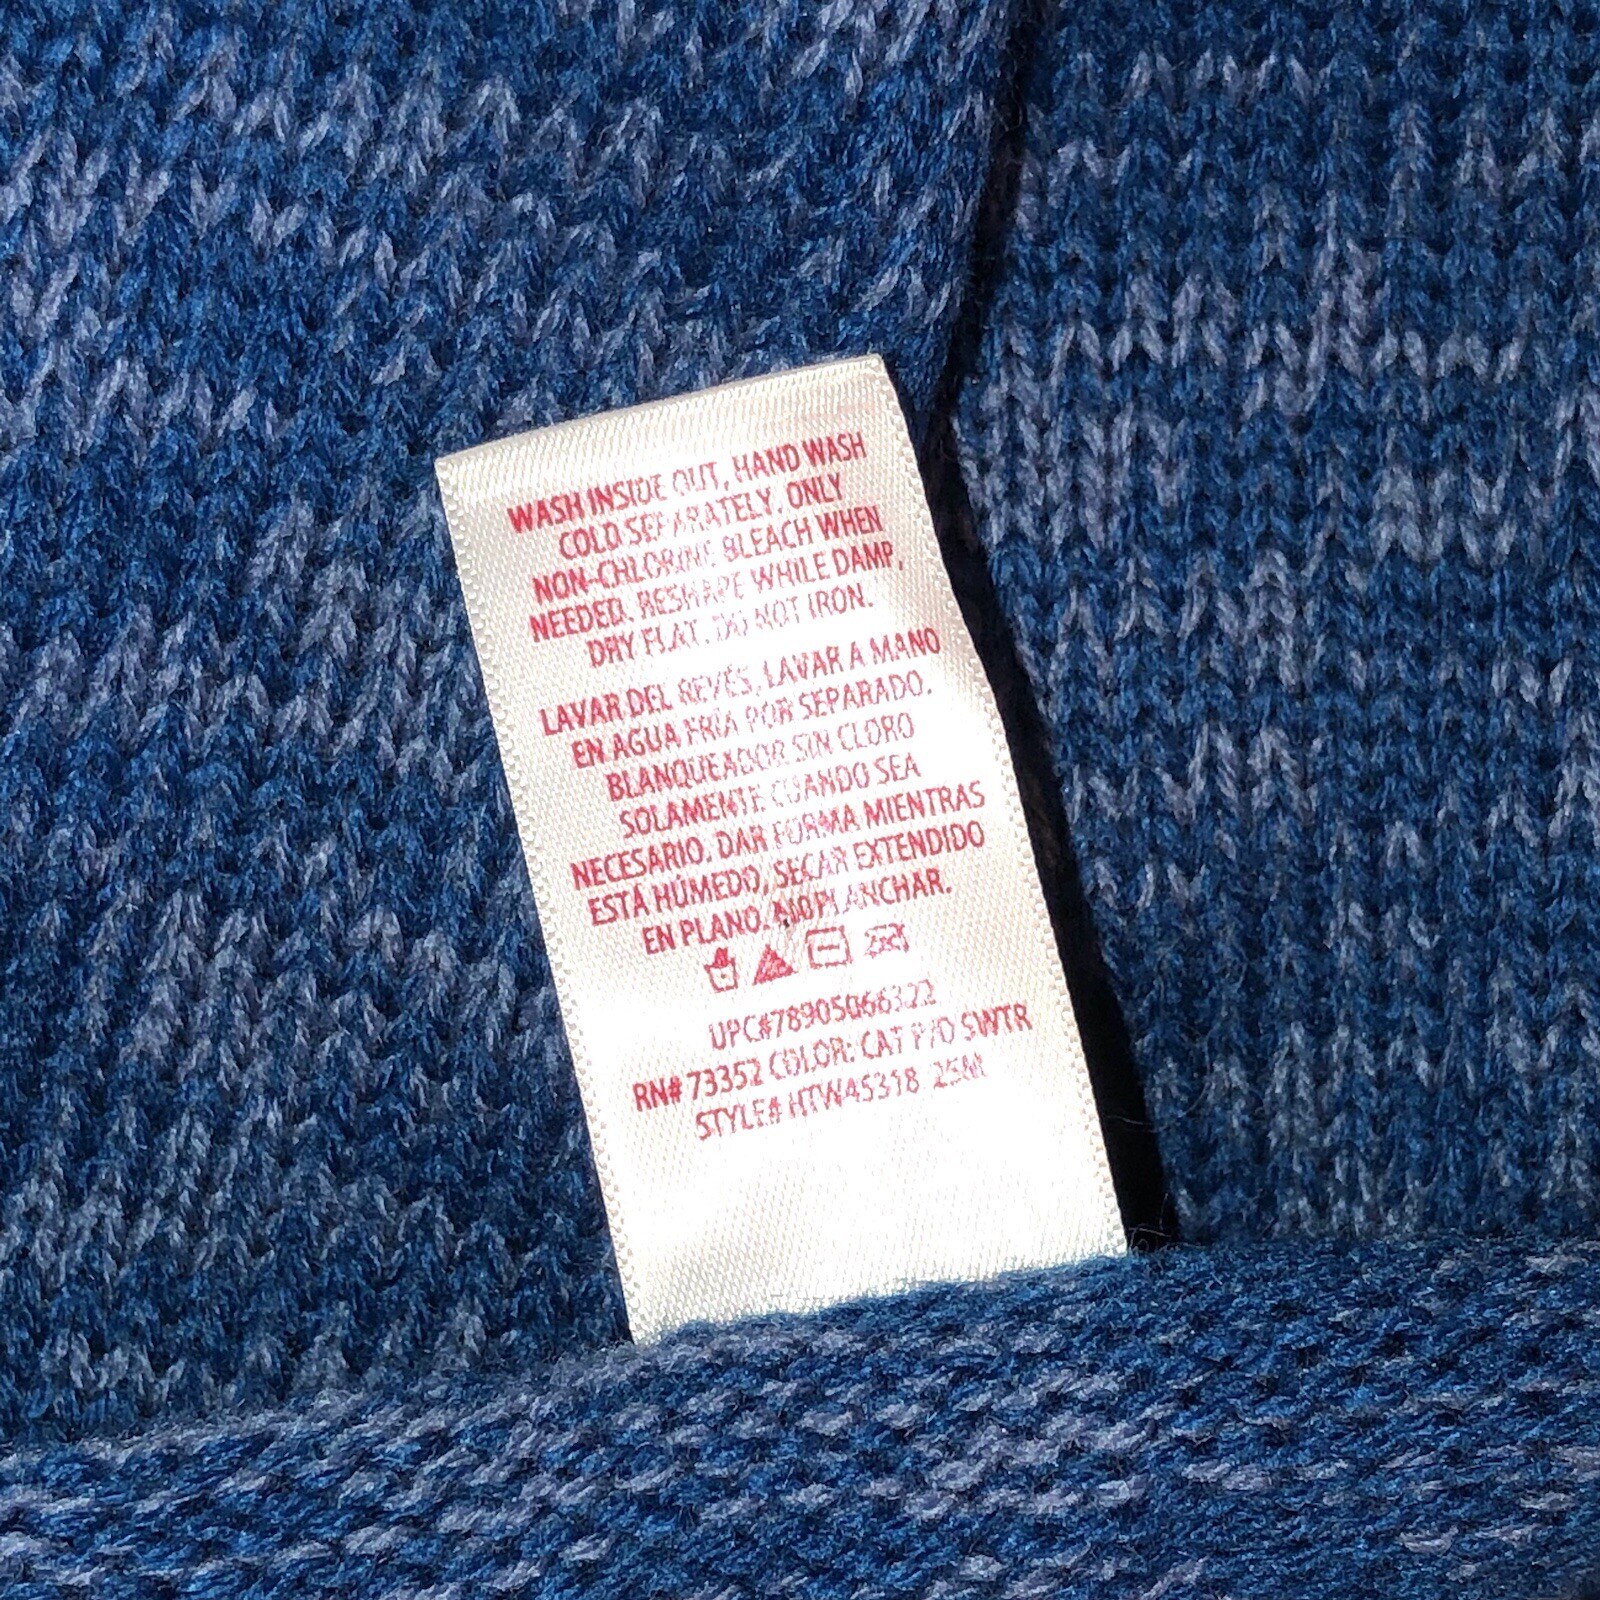 WASH INSIDE OUT, HAND WASH
COLD SEPARATELY. ONLY
NON-CHLORINE BLEACH WHEN
NEEDED. RESHAPE WHILE DAMP,
DRY FLAT. DO NOT IRON.
LAVAR DEL REVÉS, LAVAR A MANO
EN AGUA FRÍA POR SEPARADO.
BLANQUEADOR SIN CLORO
SOLAMENTE CUANDO SEA
NECESARIO. DAR FORMA MIENTRAS
ESTÁ HÚMEDO, SECAR EXTENDIDO
EN PLANO. NO PLANCHAR.
UPC#78905066322
RN# 73352 COLOR: CAT P/O SWTR
STYLE# HTW45318